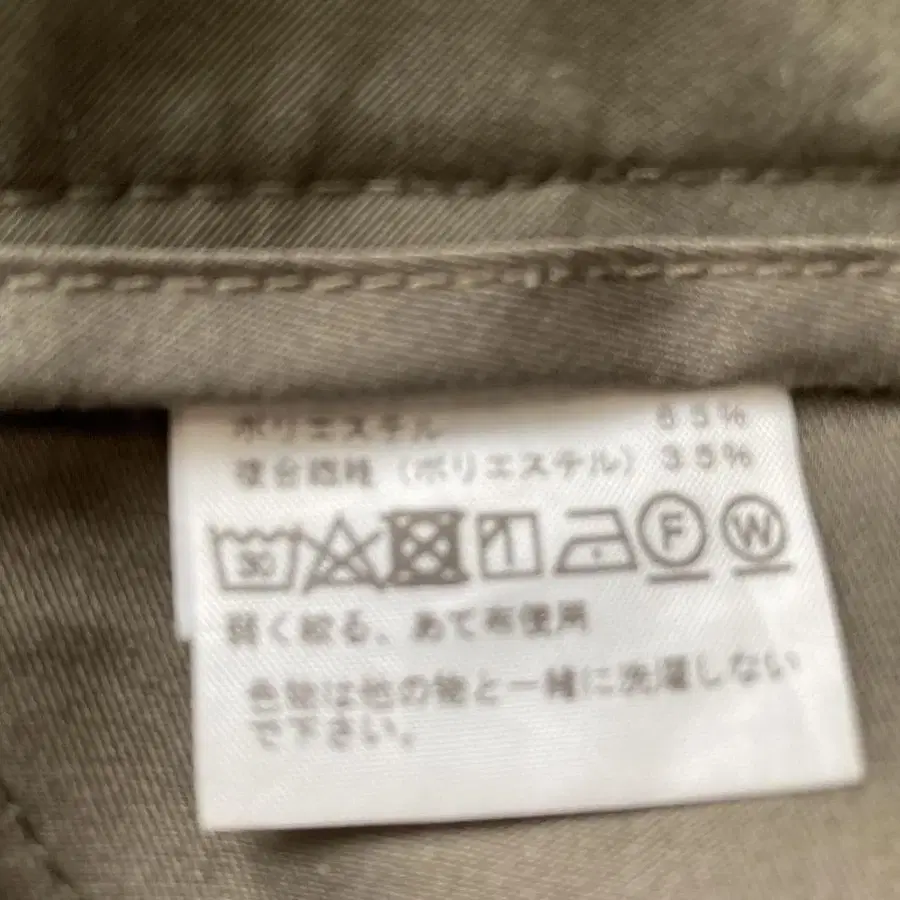 ポリエステル 65%
複合繊維（ポリエステル） 35%
30 F W
弱く絞る、あて布使用
色物は他の物と一緒に洗濯しない
で下さい。